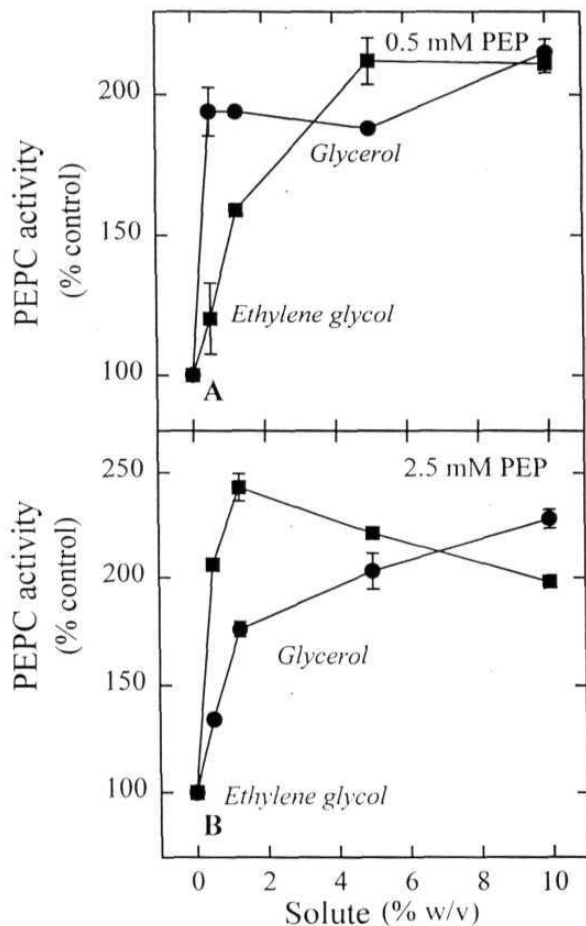 0.5 mM PEP
200
150
100
PEPC activity
(% control)
Glycerol
Ethylene glycol
A
2.5 mM PEP
250
200
150
100
PEPC activity
(% control)
Glycerol
Ethylene glycol
B
0 2 4 6 8 10
Solute (% w/v)